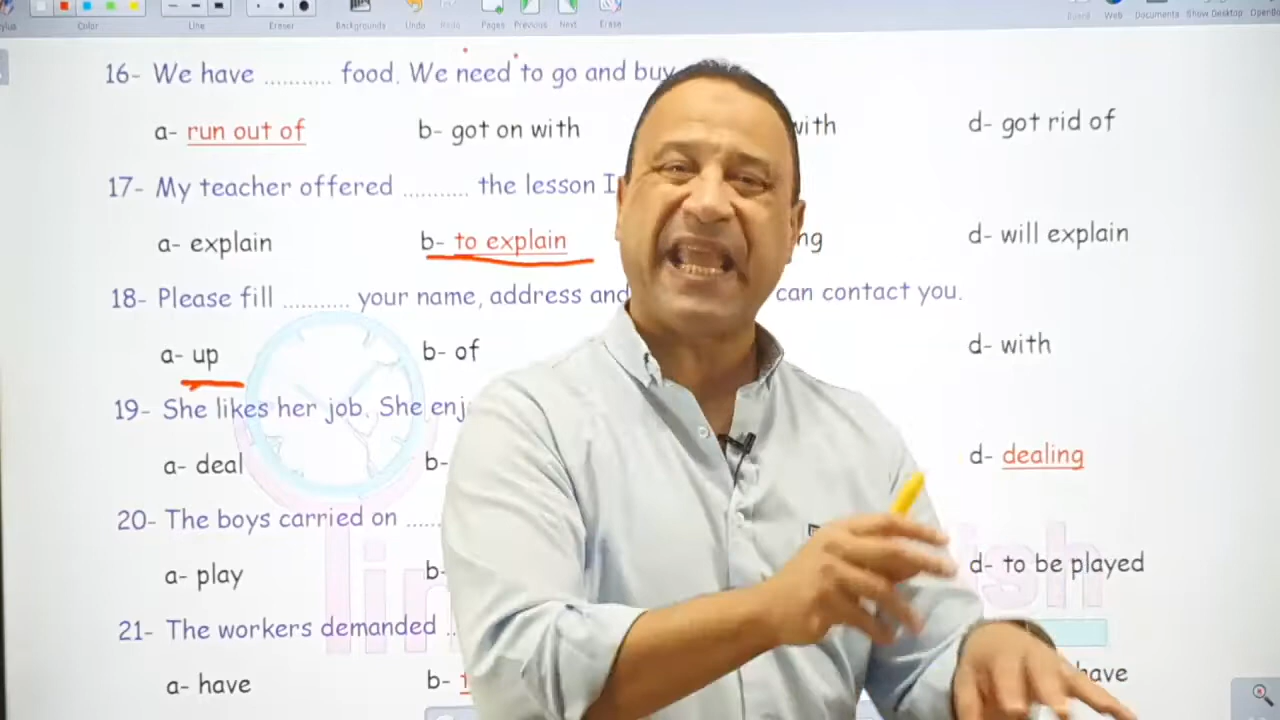 Color
Line
Eraser
Backgrounds
Undo
Redo
Pages
Previous
Next
Erase
Board
Web
Documents
Show Desktop
16- We have ........... food. We need to go and buy
a- run out of b- got on with with d- got rid of
17- My teacher offered .......... the lesson I
a- explain b- to explain ng d- will explain
18- Please fill .......... your name, address and can contact you.
a- up b- of d- with
19- She likes her job. She enj
a- deal b- d- dealing
20- The boys carried on .....
a- play b- d- to be played
21- The workers demanded ..
a- have b- have